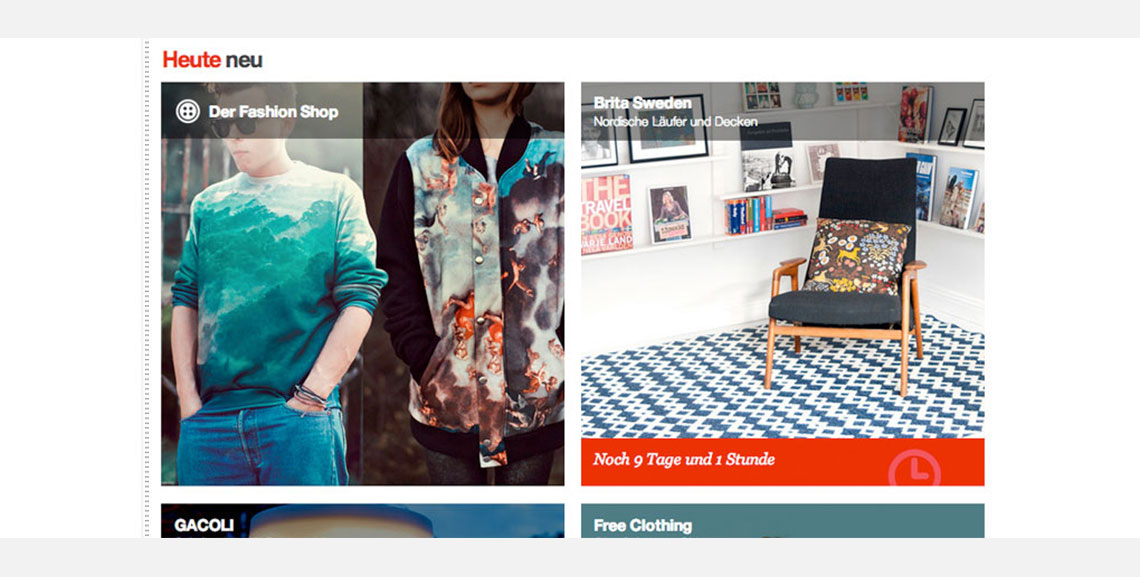 Heute neu
Der Fashion Shop
Brita Sweden
Nordische Läufer und Decken
THE
TRAVEL
BOOK
Noch 9 Tage und 1 Stunde
GACOLI
Free Clothing